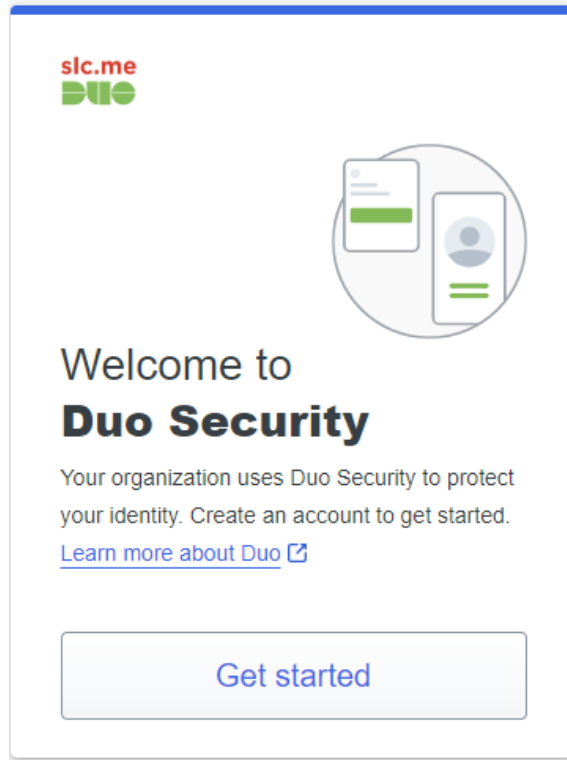 slc.me
DUO
Welcome to
Duo Security
Your organization uses Duo Security to protect
your identity. Create an account to get started.
Learn more about Duo
Get started